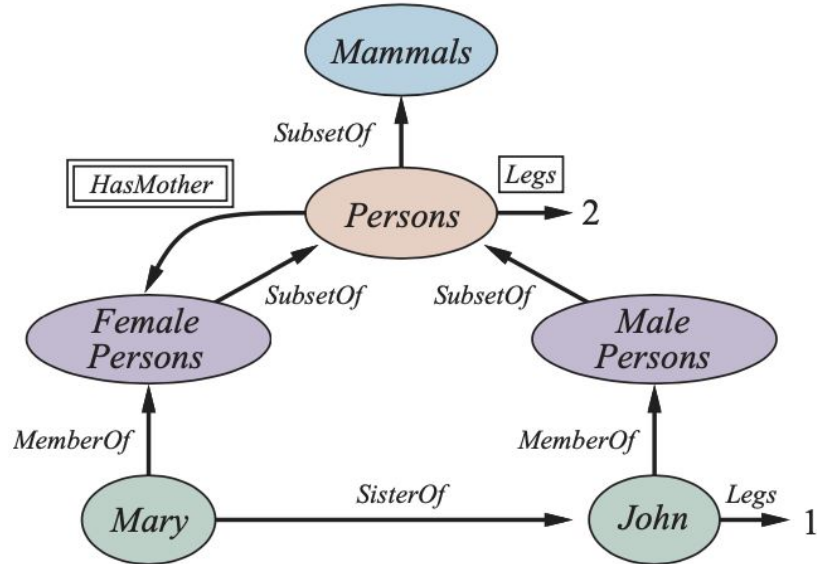 Mammals
SubsetOf
HasMother
Legs
Persons
2
SubsetOf
SubsetOf
Female
Persons
Male
Persons
MemberOf
MemberOf
SisterOf
Legs
Mary
John
1